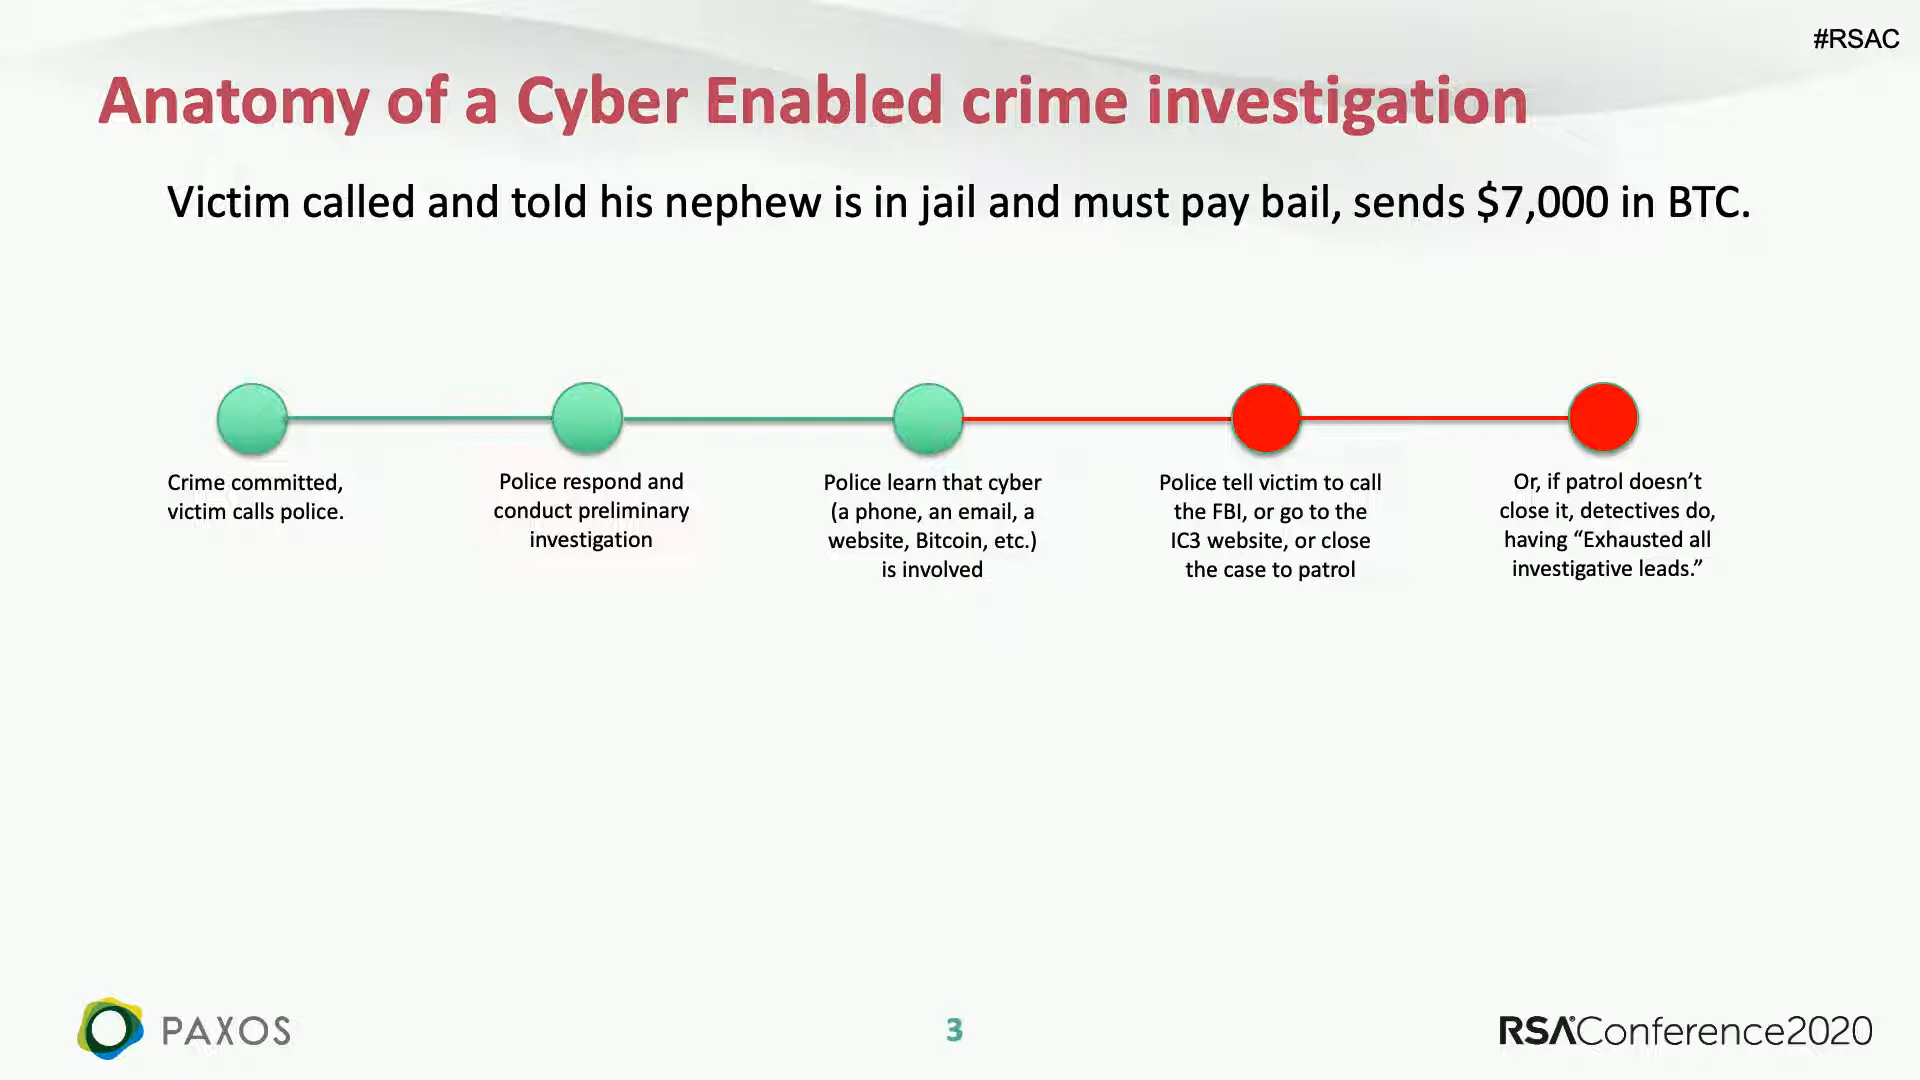 #RSAC
Anatomy of a Cyber Enabled crime investigation
Victim called and told his nephew is in jail and must pay bail, sends $7,000 in BTC.
Crime committed,
victim calls police.
Police respond and
conduct preliminary
investigation
Police learn that cyber
(a phone, an email, a
website, Bitcoin, etc.)
is involved
Police tell victim to call
the FBI, or go to the
IC3 website, or close
the case to patrol
Or, if patrol doesn’t
close it, detectives do,
having “Exhausted all
investigative leads.”
PAXOS
3
RSAConference2020